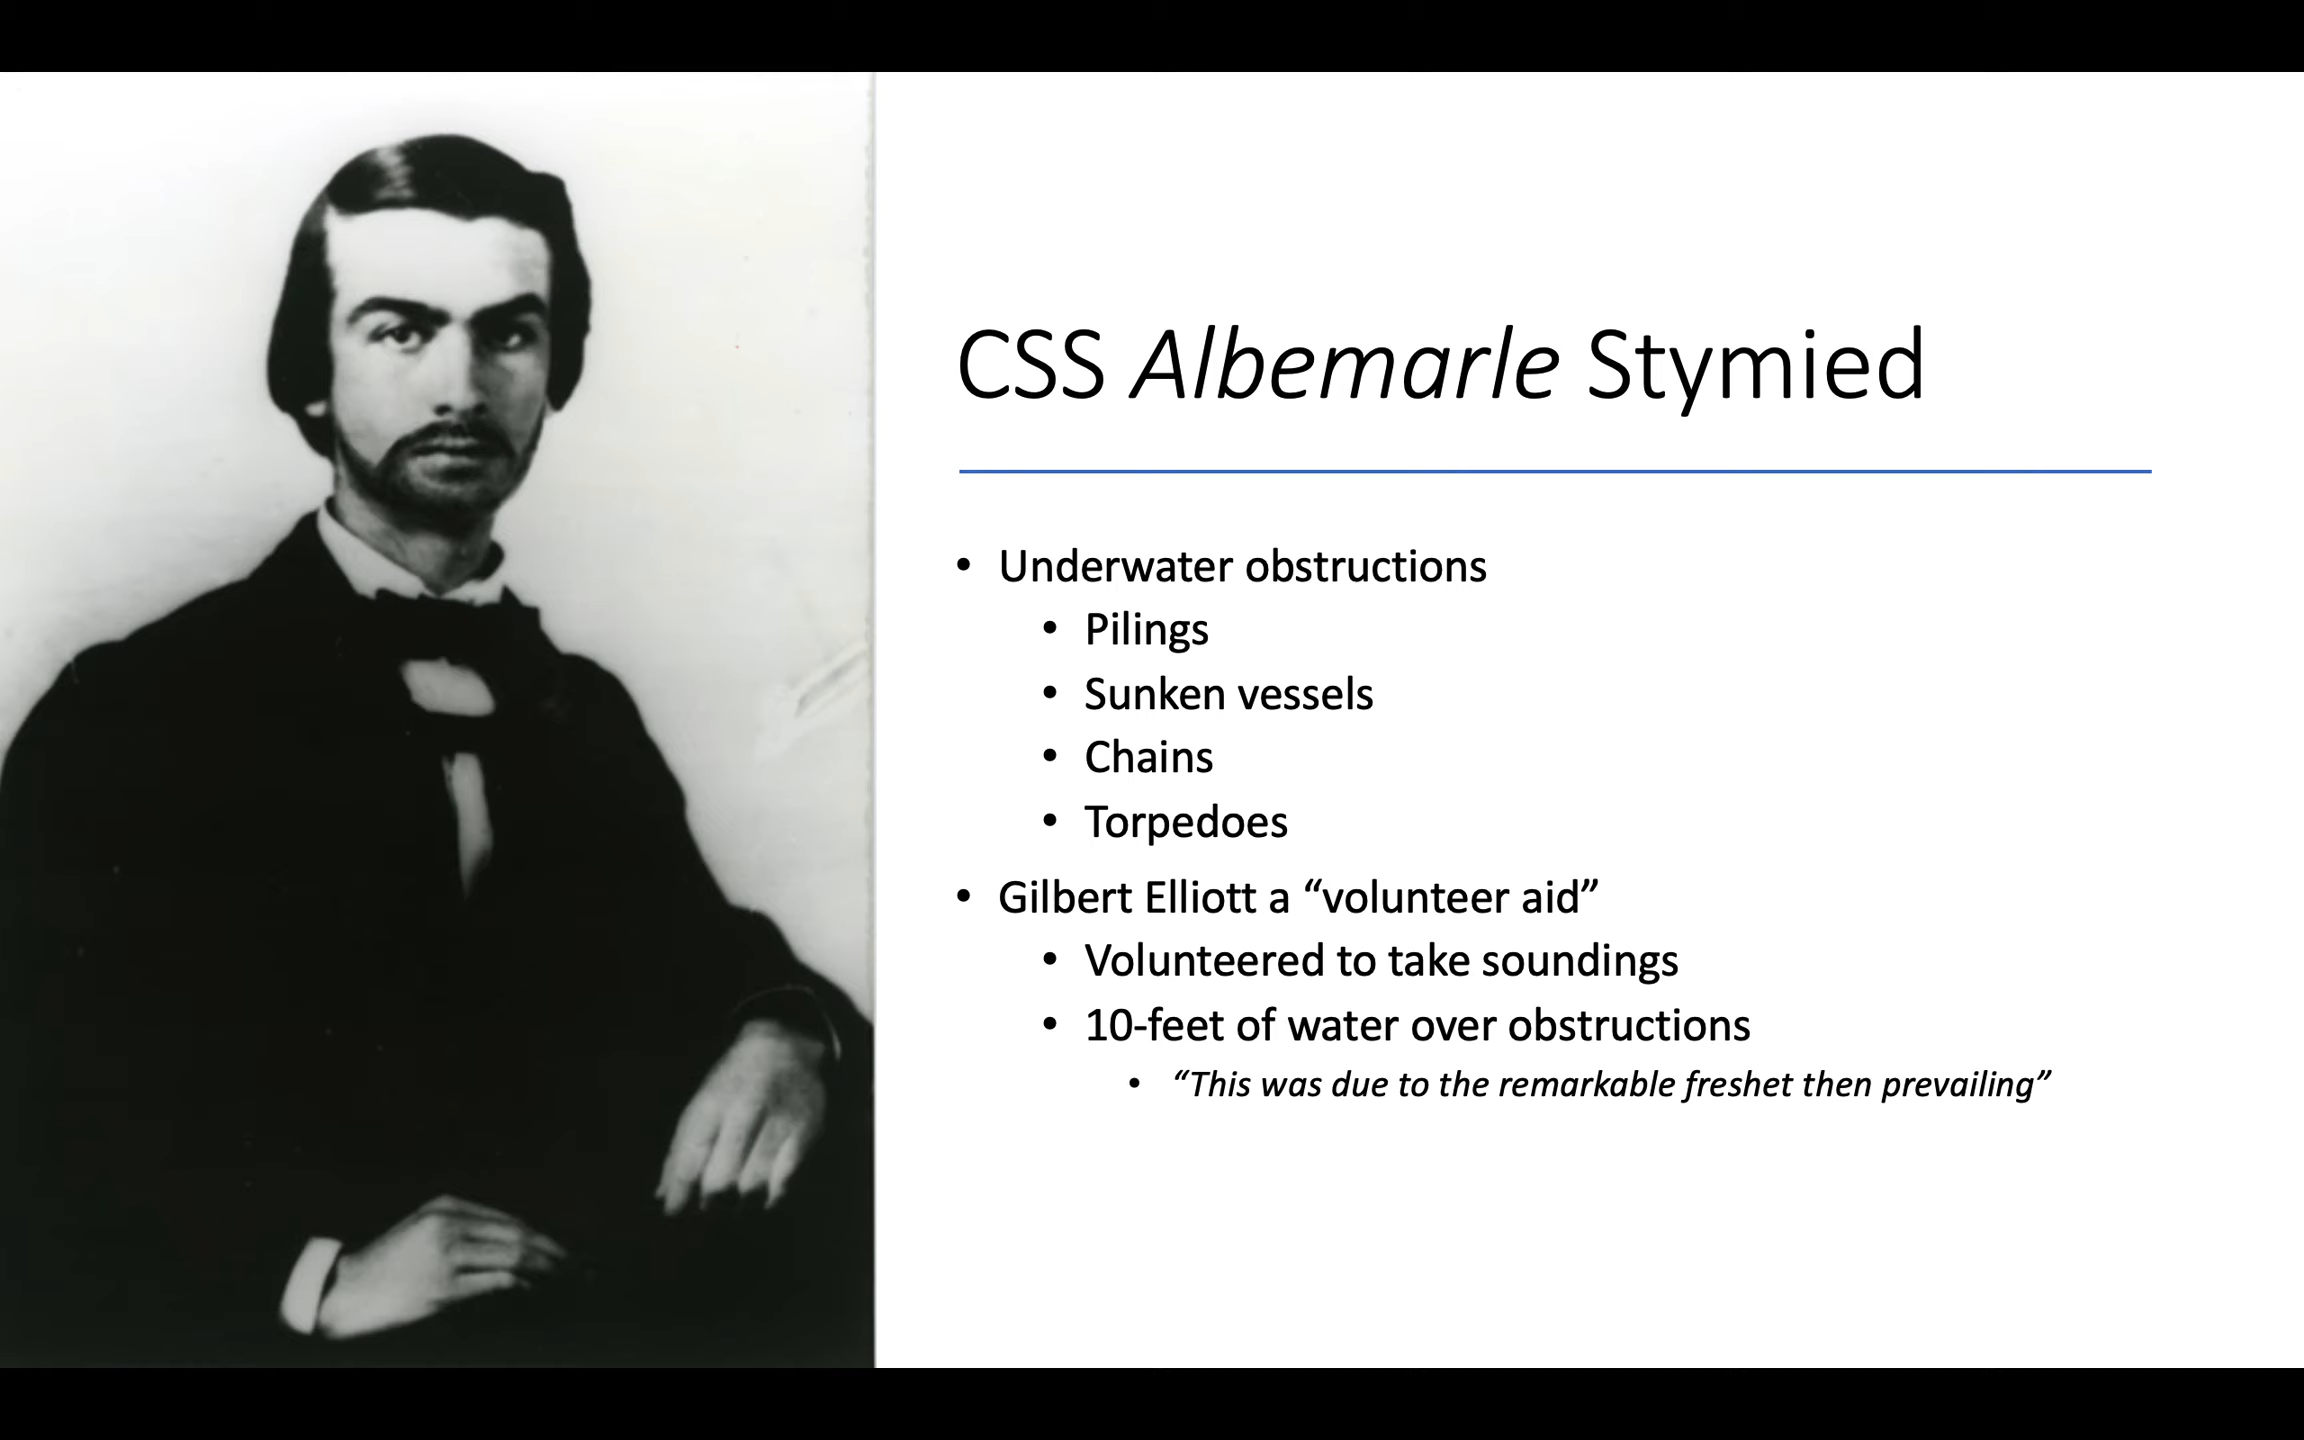 CSS Albemarle Stymied
• Underwater obstructions
• Pilings
• Sunken vessels
• Chains
• Torpedoes
• Gilbert Elliott a “volunteer aid”
• Volunteered to take soundings
• 10-feet of water over obstructions
• “This was due to the remarkable freshet then prevailing”